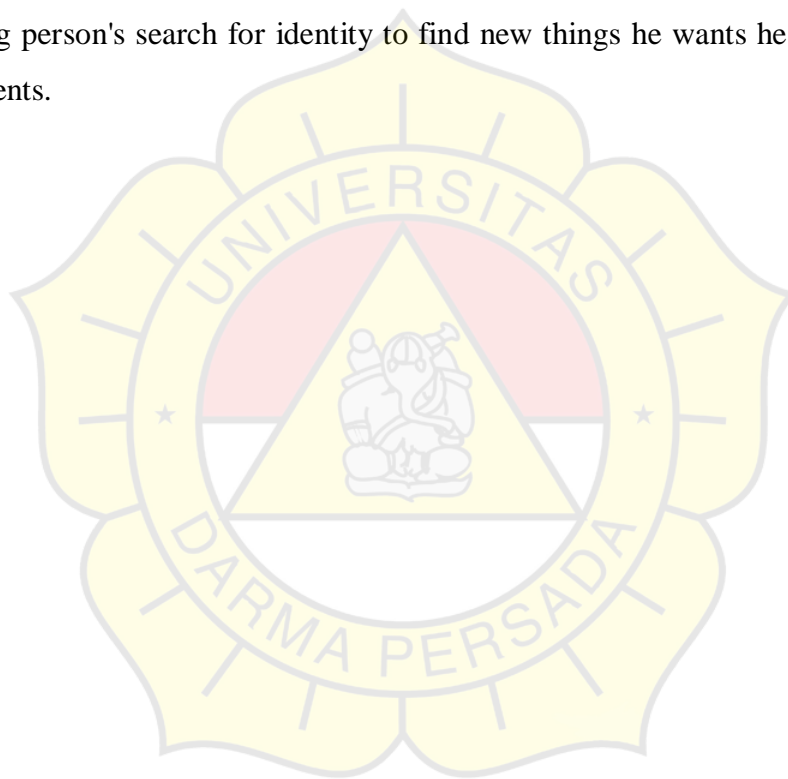 g person's search for identity to find new things he wants he
ents.
UNIVERSITAS
DARMA PERSADA